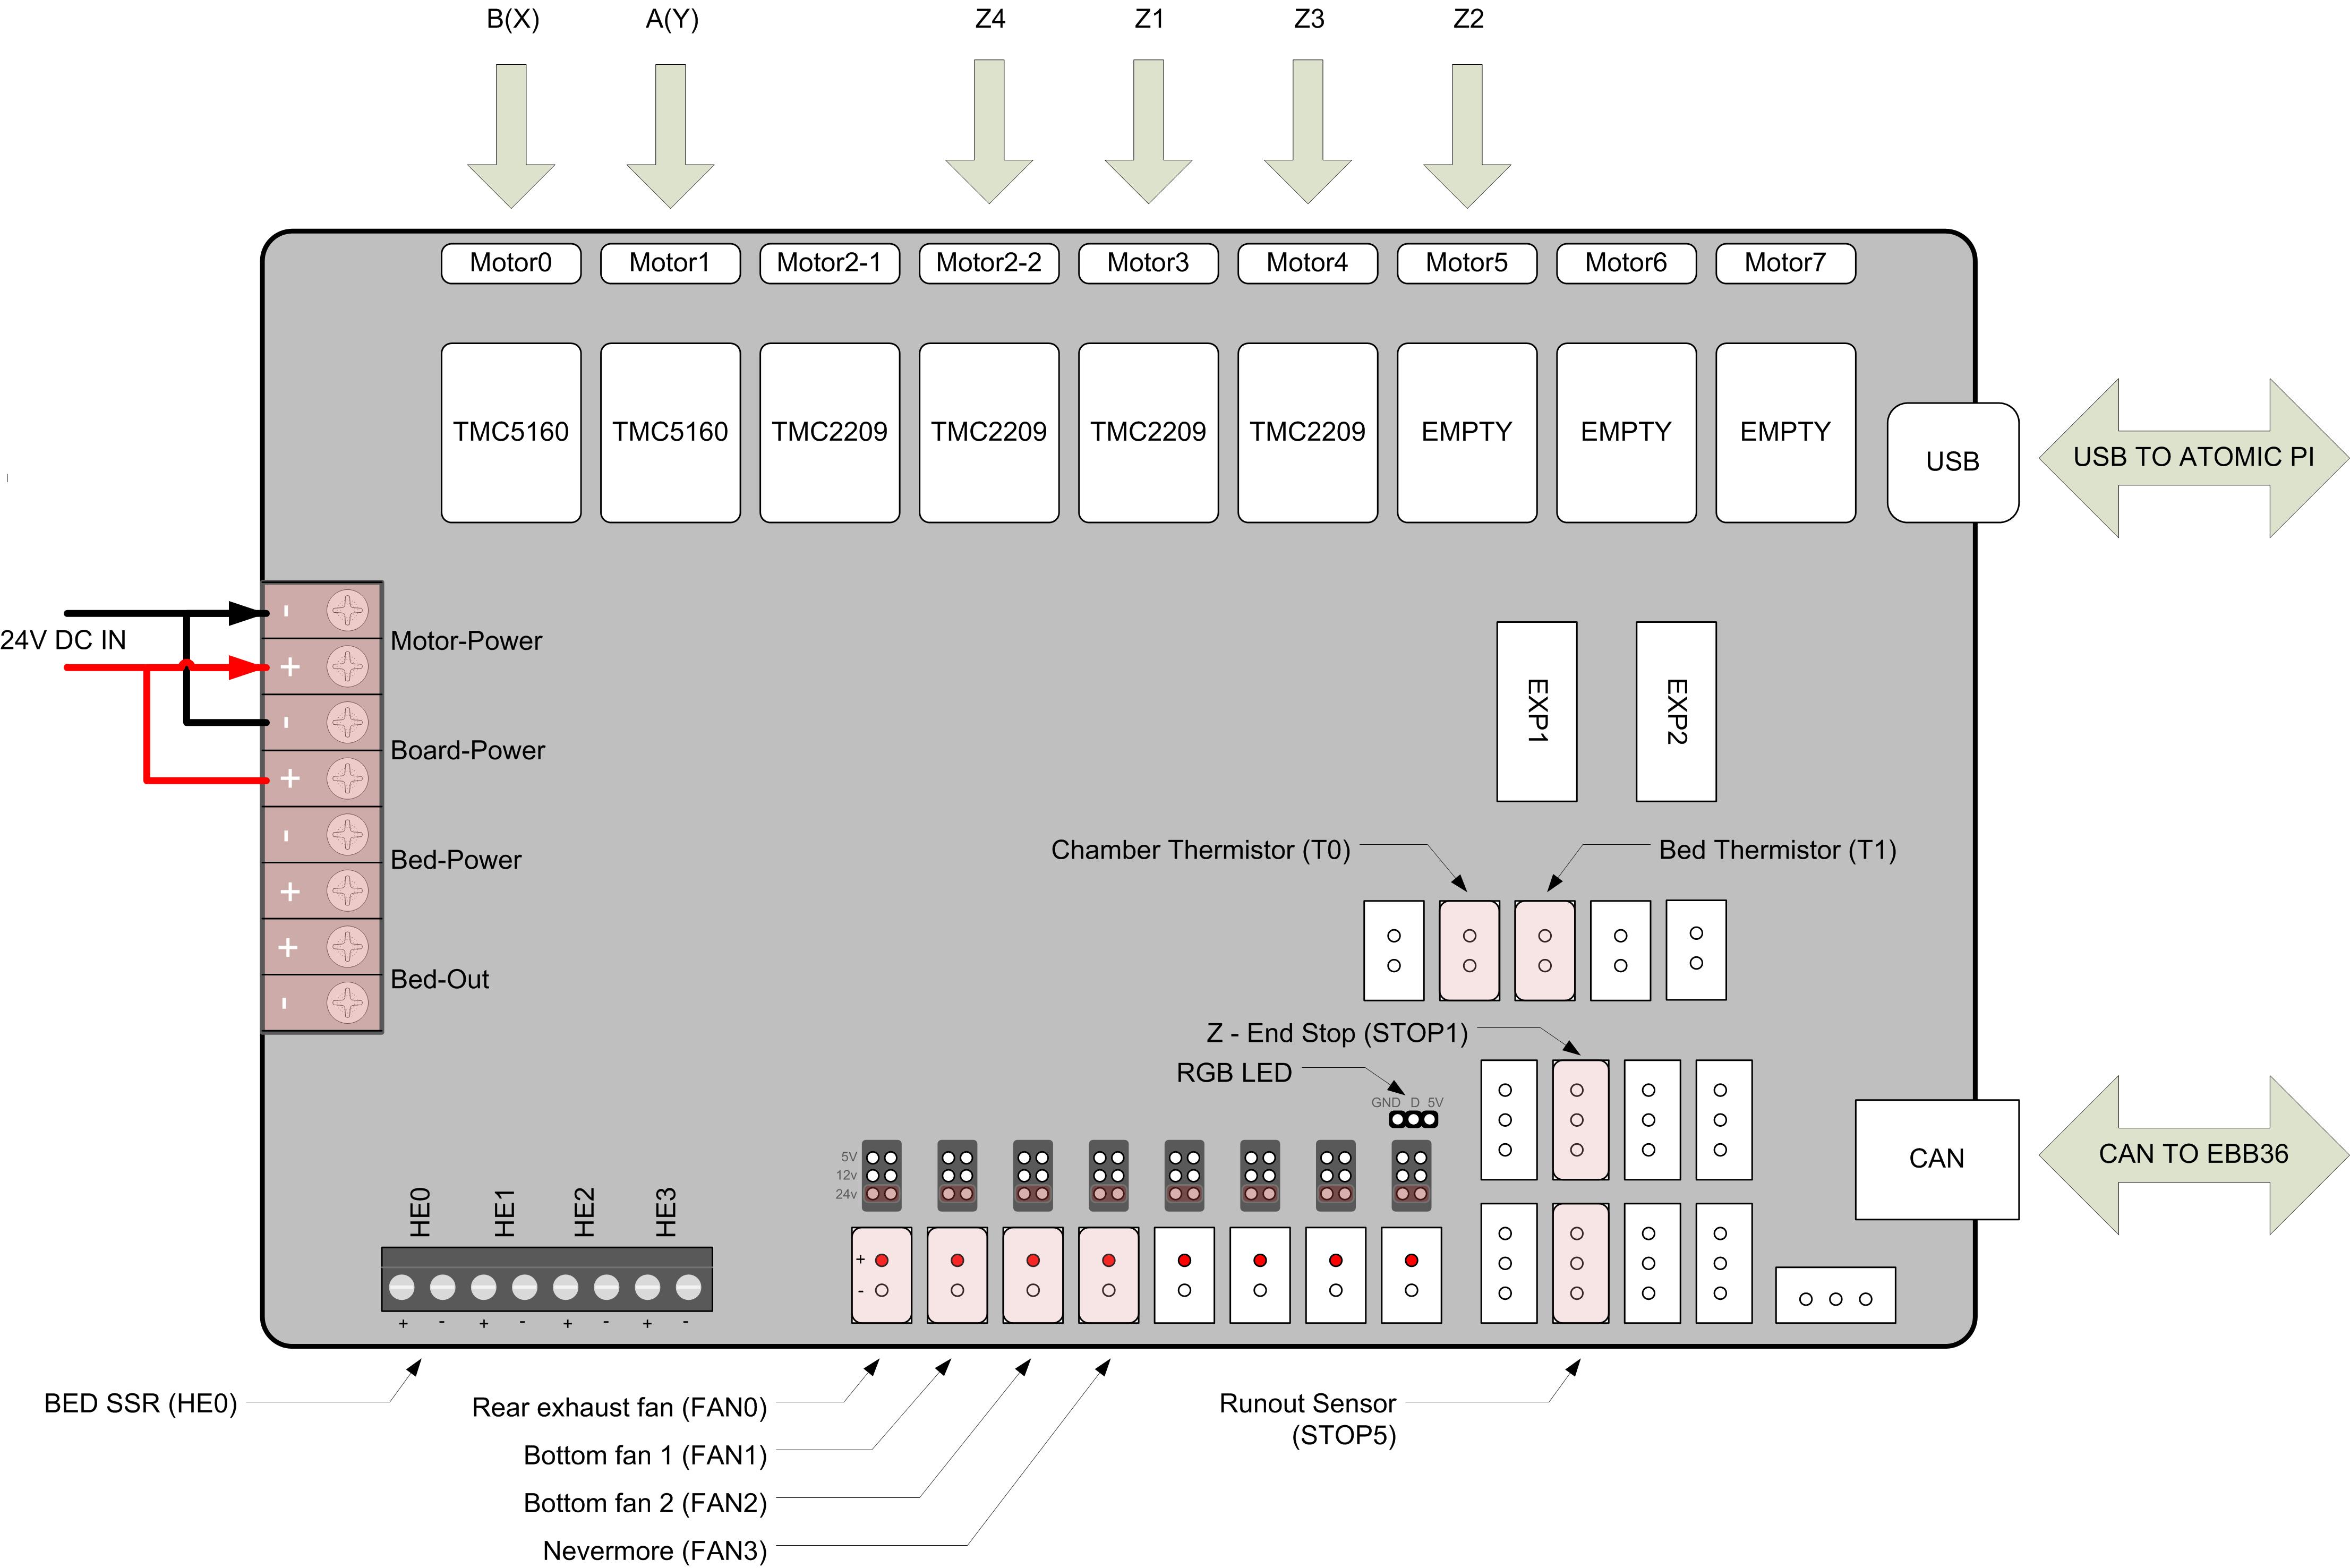 B(X) A(Y) Z4 Z1 Z3 Z2
Motor0 Motor1 Motor2-1 Motor2-2 Motor3 Motor4 Motor5 Motor6 Motor7
TMC5160 TMC5160 TMC2209 TMC2209 TMC2209 TMC2209 EMPTY EMPTY EMPTY
USB
USB TO ATOMIC PI
24V DC IN
-
Motor-Power
+
-
Board-Power
+
-
Bed-Power
+
+
Bed-Out
-
EXP1
EXP2
Chamber Thermistor (T0)
Bed Thermistor (T1)
Z - End Stop (STOP1)
RGB LED
GND D 5V
5V
12v
24v
CAN
CAN TO EBB36
HE0 HE1 HE2 HE3
+ - + - + - + -
+
-
BED SSR (HE0)
Rear exhaust fan (FAN0)
Bottom fan 1 (FAN1)
Bottom fan 2 (FAN2)
Nevermore (FAN3)
Runout Sensor
(STOP5)